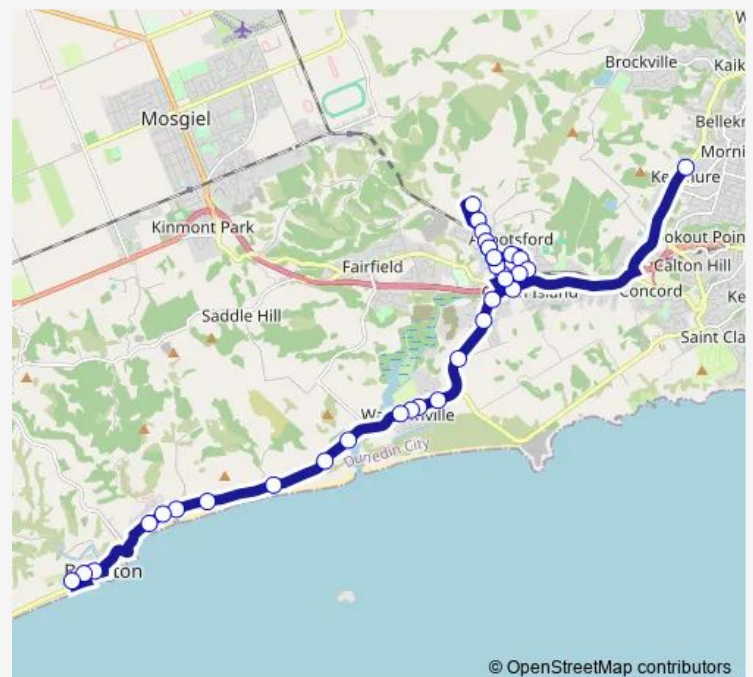 Brockville
Kaik
Mosgiel
Bellekn
Morni
Kinmont Park
Fairfield
Calton Hill
Concord
Saddle Hill
Saint Cla
Dunedin City
© OpenStreetMap contributors